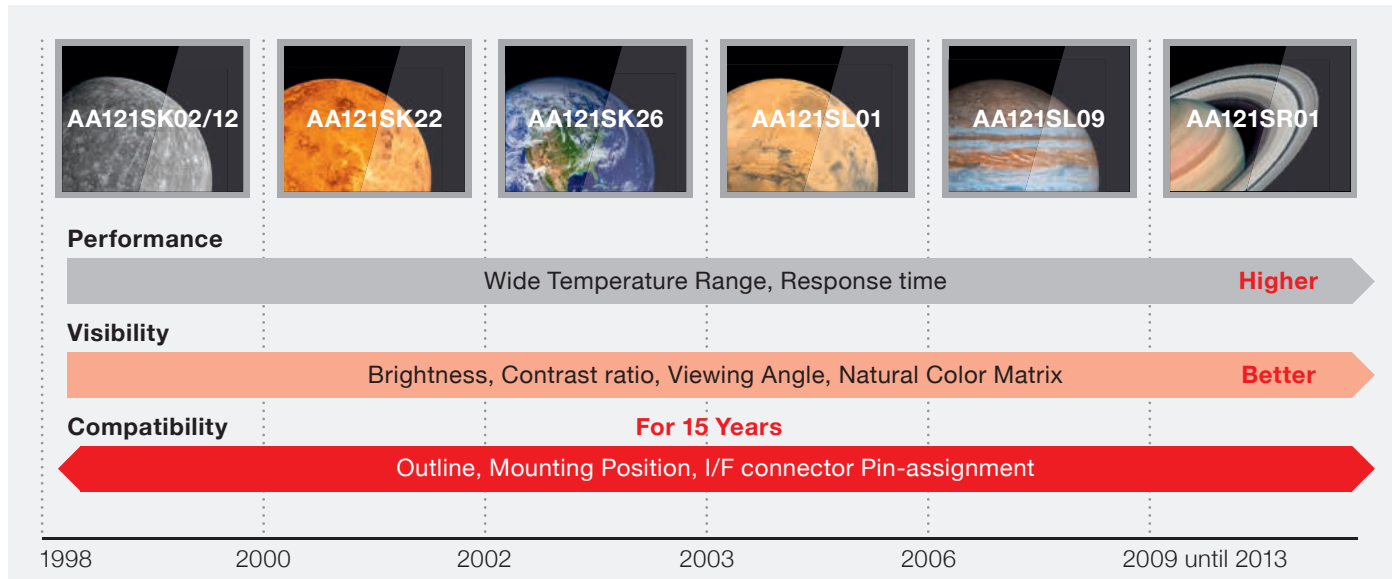 AA121SK02/12
AA121SK22
AA121SK26
AA121SL01
AA121SL09
AA121SR01
Performance
Wide Temperature Range, Response time
Higher
Visibility
Brightness, Contrast ratio, Viewing Angle, Natural Color Matrix
Better
Compatibility
For 15 Years
Outline, Mounting Position, I/F connector Pin-assignment
1998
2000
2002
2003
2006
2009 until 2013